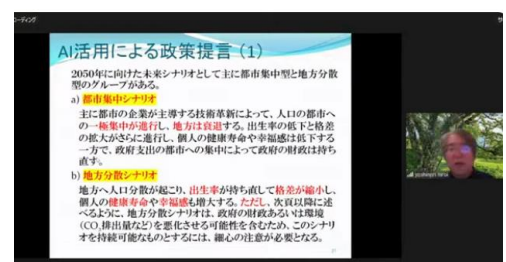 AI活用による政策提言(1)
2050年に向けた未来シナリオとして主に都市集中型と地方分散
型のグループがある。
a) 都市集中シナリオ
主に都市の企業が主導する技術革新によって、人口の都市へ
の一極集中が進行し、地方は衰退する。出生率の低下と格差
の拡大がさらに進行し、個人の健康寿命や幸福感は低下する
一方で、政府支出の都市への集中によって政府の財政は持ち
直す。
b) 地方分散シナリオ
地方へ人口分散が起こり、出生率が持ち直して格差が縮小し、
個人の健康寿命や幸福感も増大する。ただし、次頁以降に述
べるように、地方分散シナリオは、政府の財政あるいは環境
(CO₂排出量など)を悪化させる可能性を含むため、このシナリ
オを持続可能なものとするには、細心の注意が必要となる。